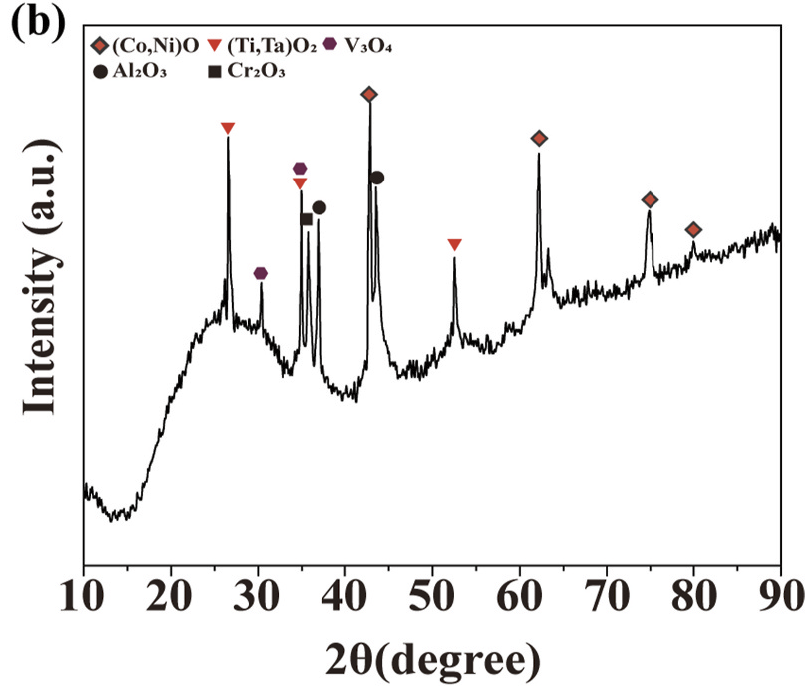 (b)
(Co,Ni)O (Ti,Ta)O₂ V₃O₄
Al₂O₃ Cr₂O₃
Intensity (a.u.)
10 20 30 40 50 60 70 80 90
2θ(degree)